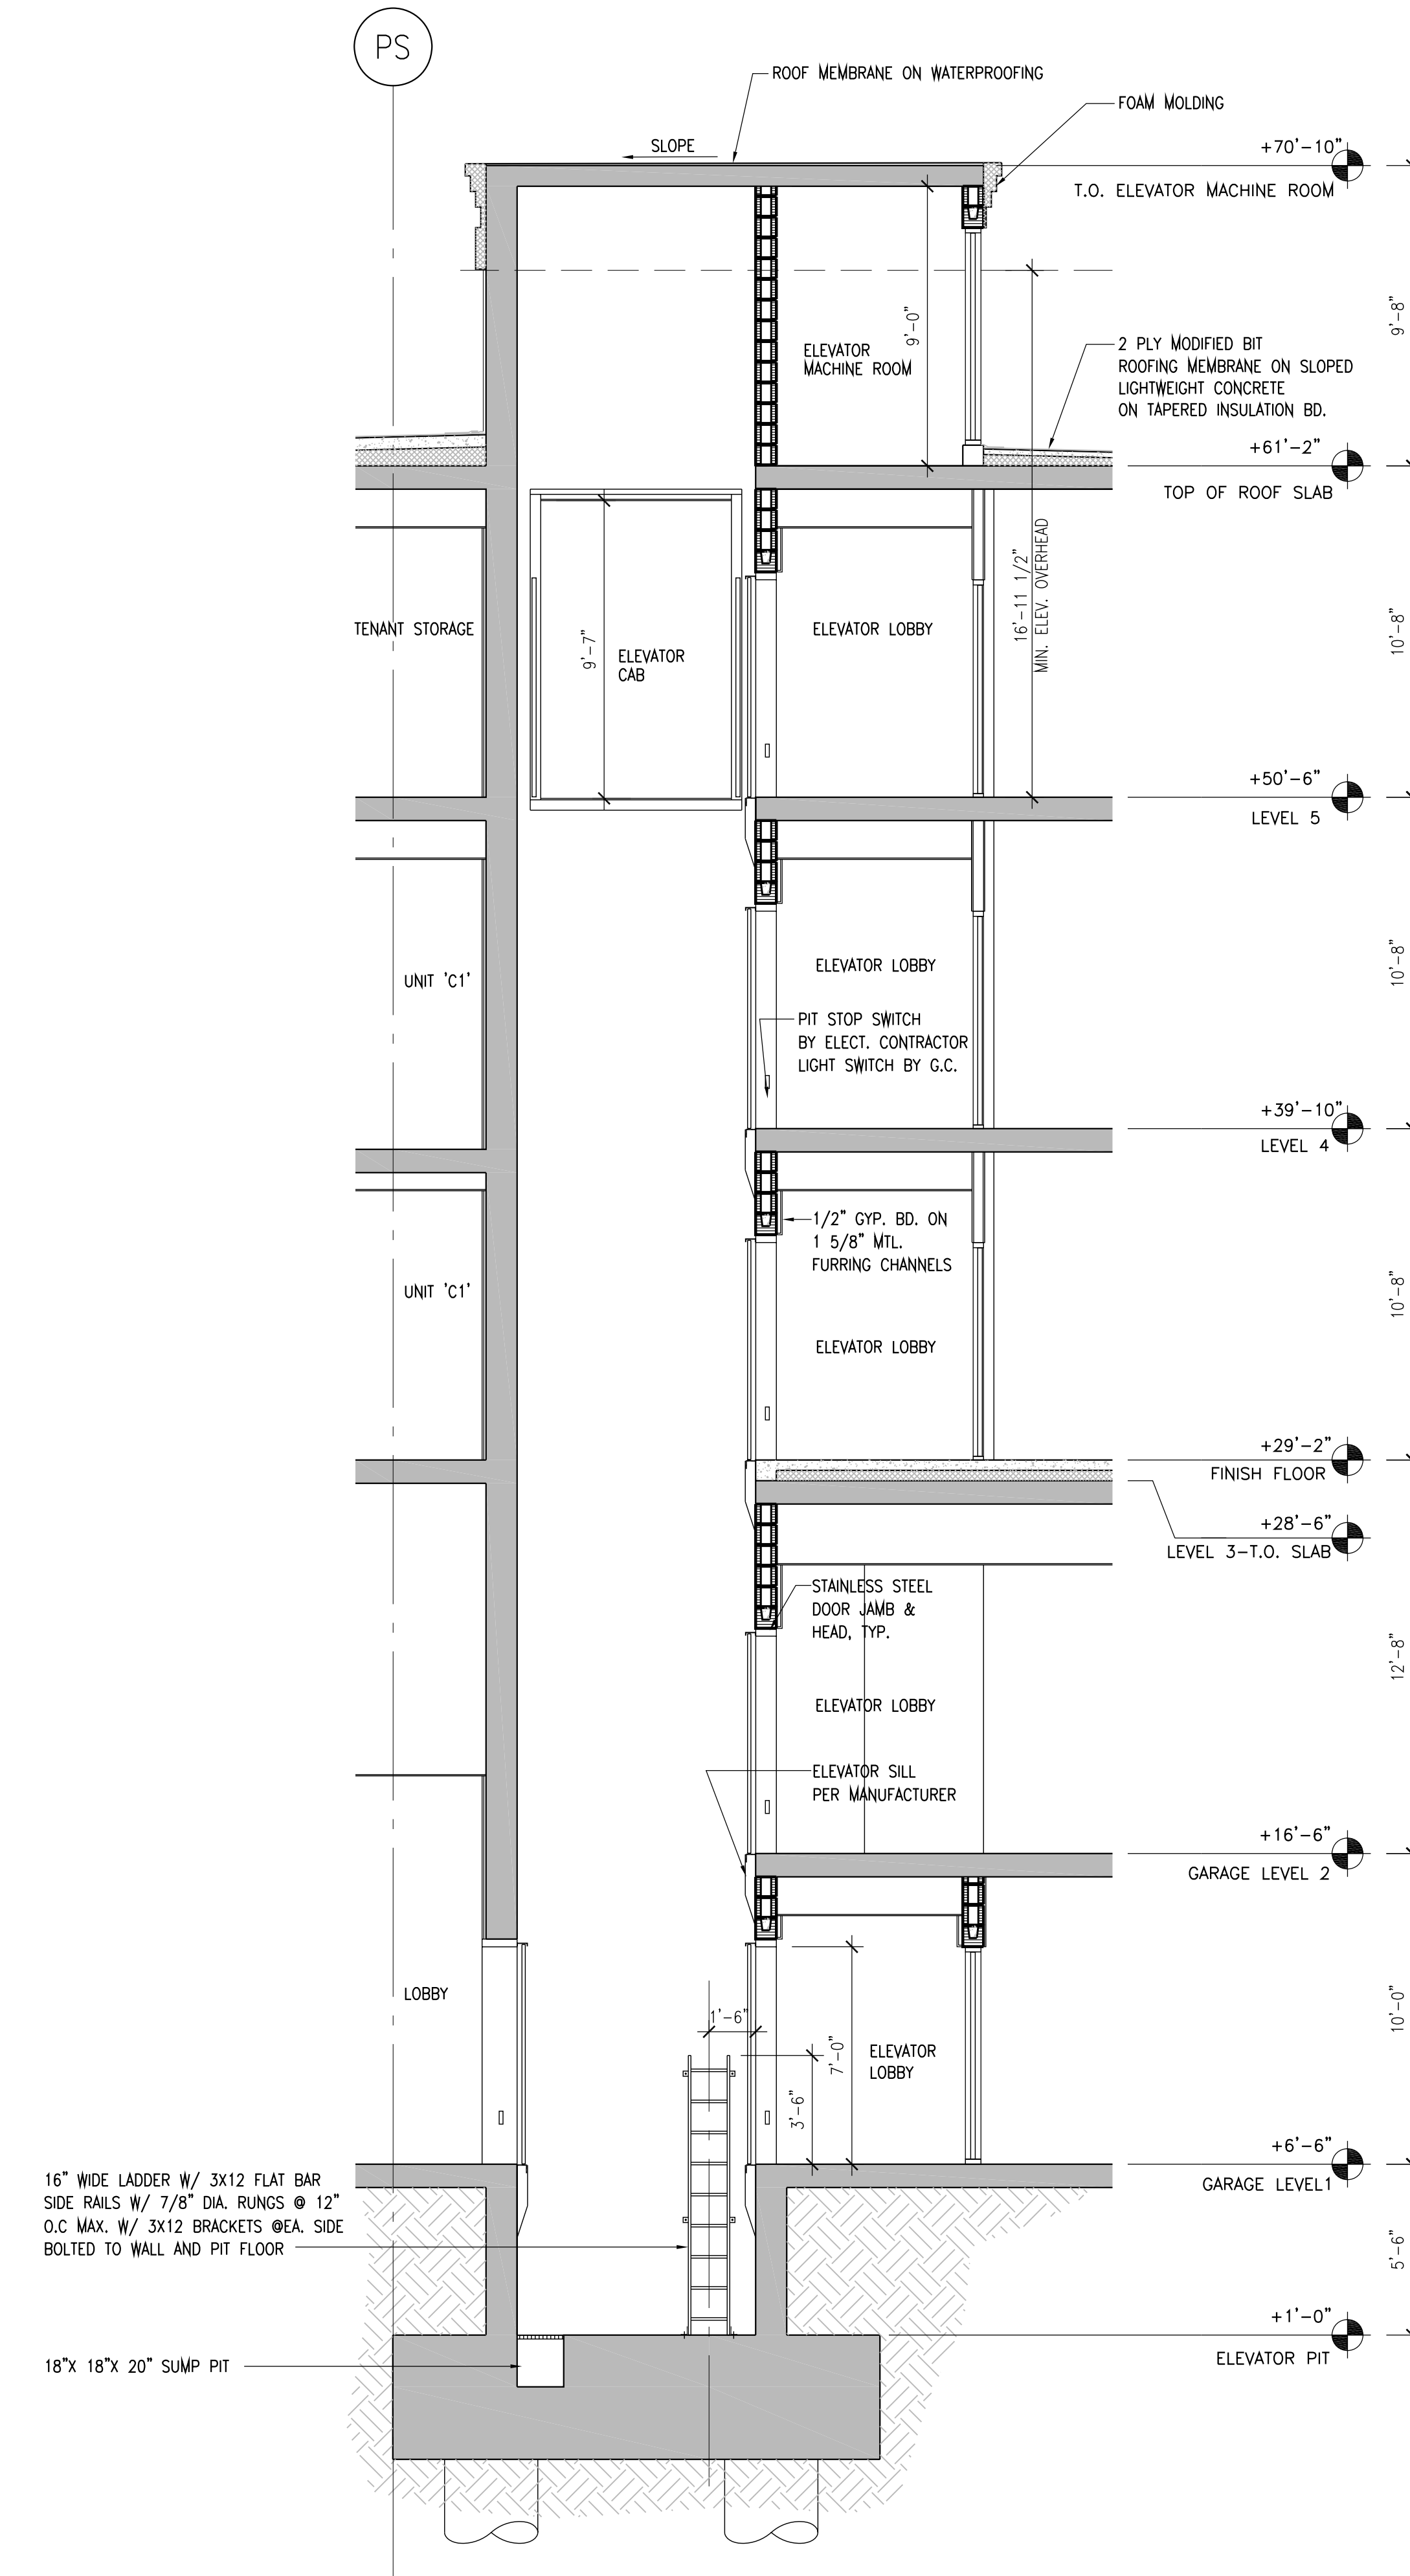 PS
ROOF MEMBRANE ON WATERPROOFING
FOAM MOLDING
SLOPE
+70'-10"
T.O. ELEVATOR MACHINE ROOM
9'-8"
9'-0"
ELEVATOR
MACHINE ROOM
2 PLY MODIFIED BIT
ROOFING MEMBRANE ON SLOPED
LIGHTWEIGHT CONCRETE
ON TAPERED INSULATION BD.
+61'-2"
TOP OF ROOF SLAB
16'-11 1/2"
MIN. ELEV. OVERHEAD
TENANT STORAGE
9'-7"
ELEVATOR
CAB
ELEVATOR LOBBY
10'-8"
+50'-6"
LEVEL 5
UNIT 'C1'
ELEVATOR LOBBY
10'-8"
PIT STOP SWITCH
BY ELECT. CONTRACTOR
LIGHT SWITCH BY G.C.
+39'-10"
LEVEL 4
1/2" GYP. BD. ON
1 5/8" MTL.
FURRING CHANNELS
UNIT 'C1'
10'-8"
ELEVATOR LOBBY
+29'-2"
FINISH FLOOR
+28'-6"
LEVEL 3-T.O. SLAB
STAINLESS STEEL
DOOR JAMB &
HEAD, TYP.
12'-8"
ELEVATOR LOBBY
ELEVATOR SILL
PER MANUFACTURER
+16'-6"
GARAGE LEVEL 2
LOBBY
1'-6"
7'-0"
3'-6"
ELEVATOR
LOBBY
10'-0"
+6'-6"
GARAGE LEVEL1
16" WIDE LADDER W/ 3X12 FLAT BAR
SIDE RAILS W/ 7/8" DIA. RUNGS @ 12"
O.C MAX. W/ 3X12 BRACKETS @EA. SIDE
BOLTED TO WALL AND PIT FLOOR
5'-6"
+1'-0"
ELEVATOR PIT
18"X 18"X 20" SUMP PIT